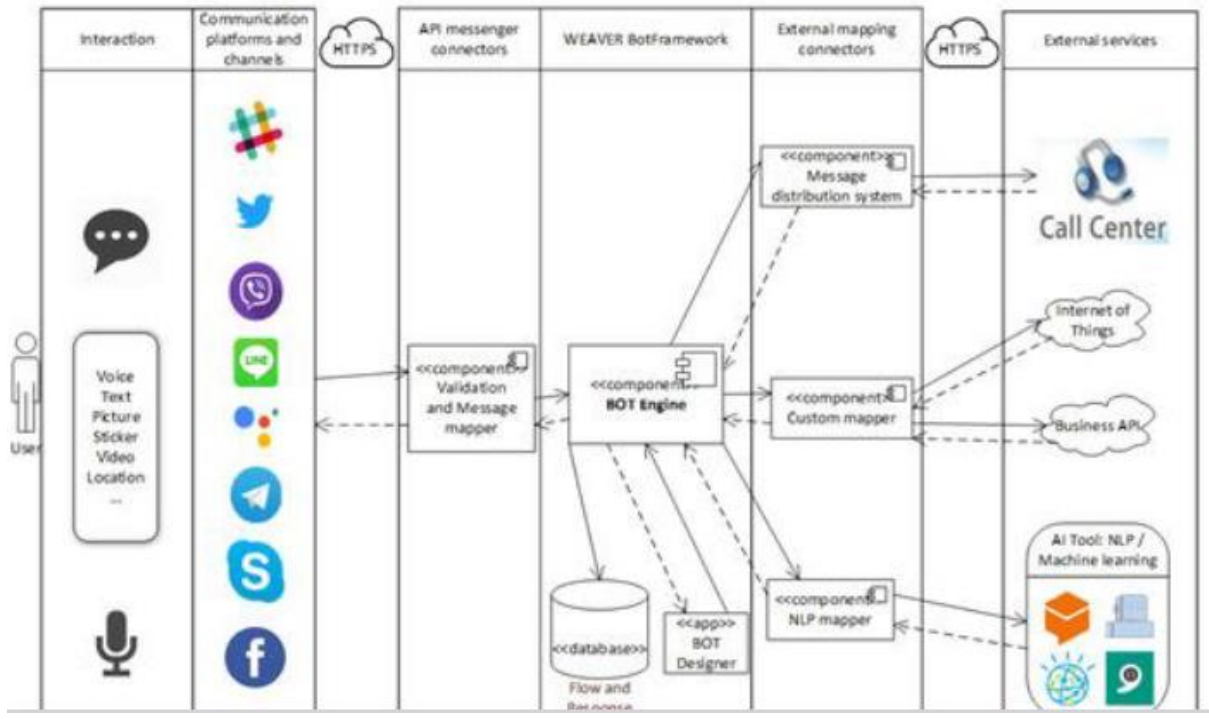 Interaction
Communication
platforms and
channels
HTTPS
API messenger
connectors
WEAVER BotFramework
External mapping
connectors
HTTPS
External services
<<component>>
Message
distribution system
Call Center
Internet of
Things
LINE
Voice
Text
Picture
Sticker
Video
Location
...
User
<<component>>
Validation
and Message
mapper
<<component>>
BOT Engine
<<component>>
Custom mapper
Business API
AI Tool: NLP /
Machine learning
<<component>>
NLP mapper
<<database>>
Flow and
Response
<<app>>
BOT
Designer